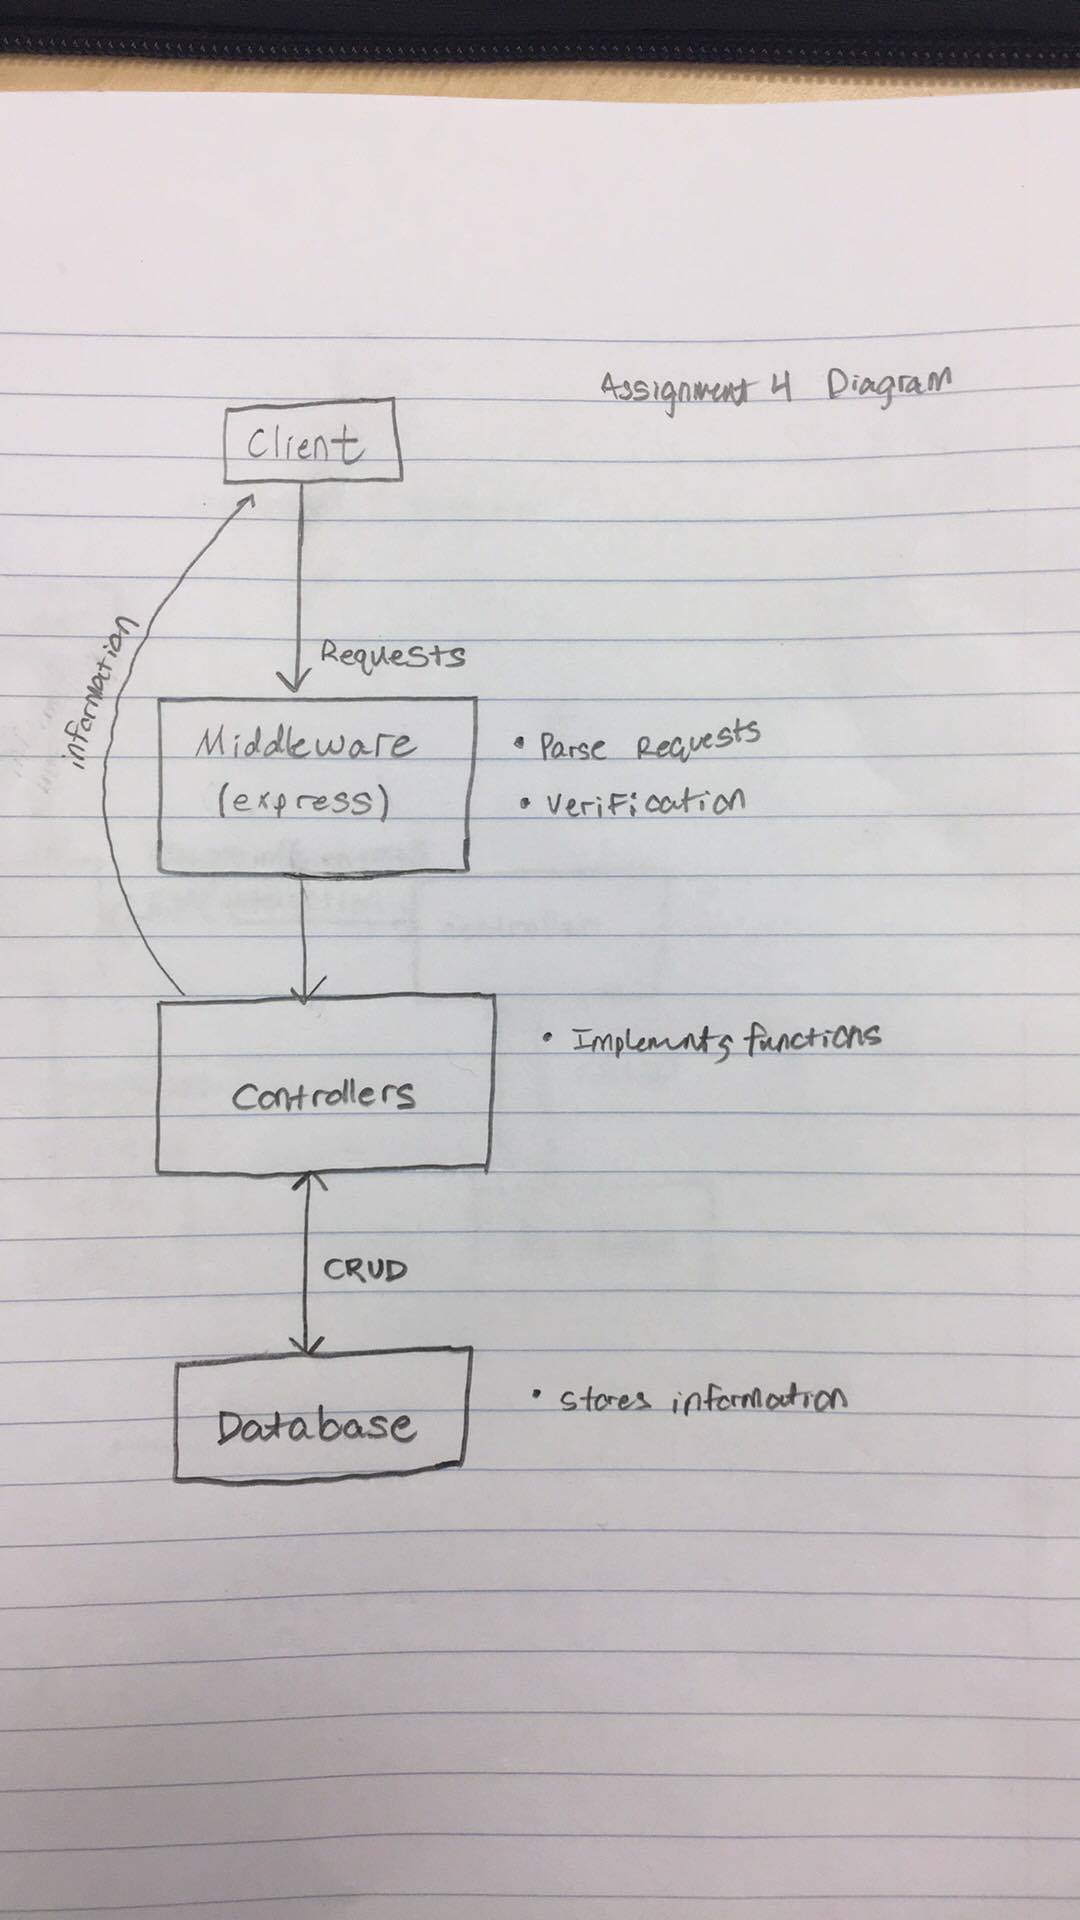 Assignment 4 Diagram
Client
information
Requests
Middleware
(express)
• Parse Requests
• Verification
Controllers
• Implements functions
CRUD
Database
• Stores information